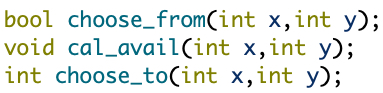 bool choose_from(int x,int y);
void cal_avail(int x,int y);
int choose_to(int x,int y);